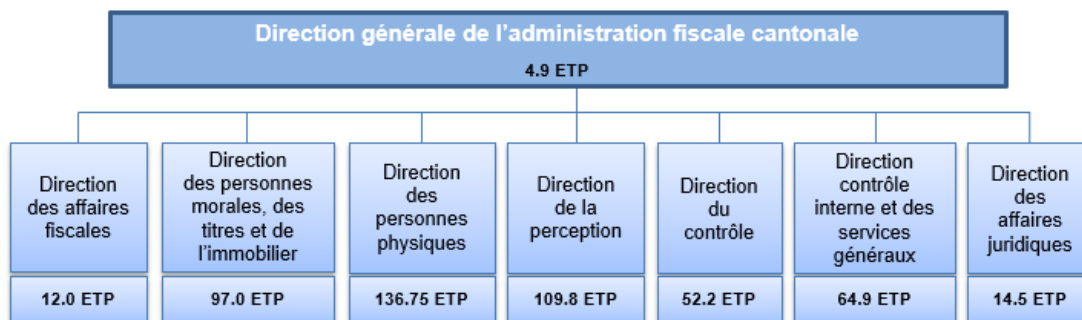 Direction générale de l'administration fiscale cantonale
4.9 ETP
Direction
des affaires
fiscales
12.0 ETP
Direction
des personnes
morales, des
titres et de
l'immobilier
97.0 ETP
Direction
des
personnes
physiques
136.75 ETP
Direction
de la
perception
109.8 ETP
Direction
du
contrôle
52.2 ETP
Direction
contrôle
interne et des
services
généraux
64.9 ETP
Direction
des
affaires
juridiques
14.5 ETP